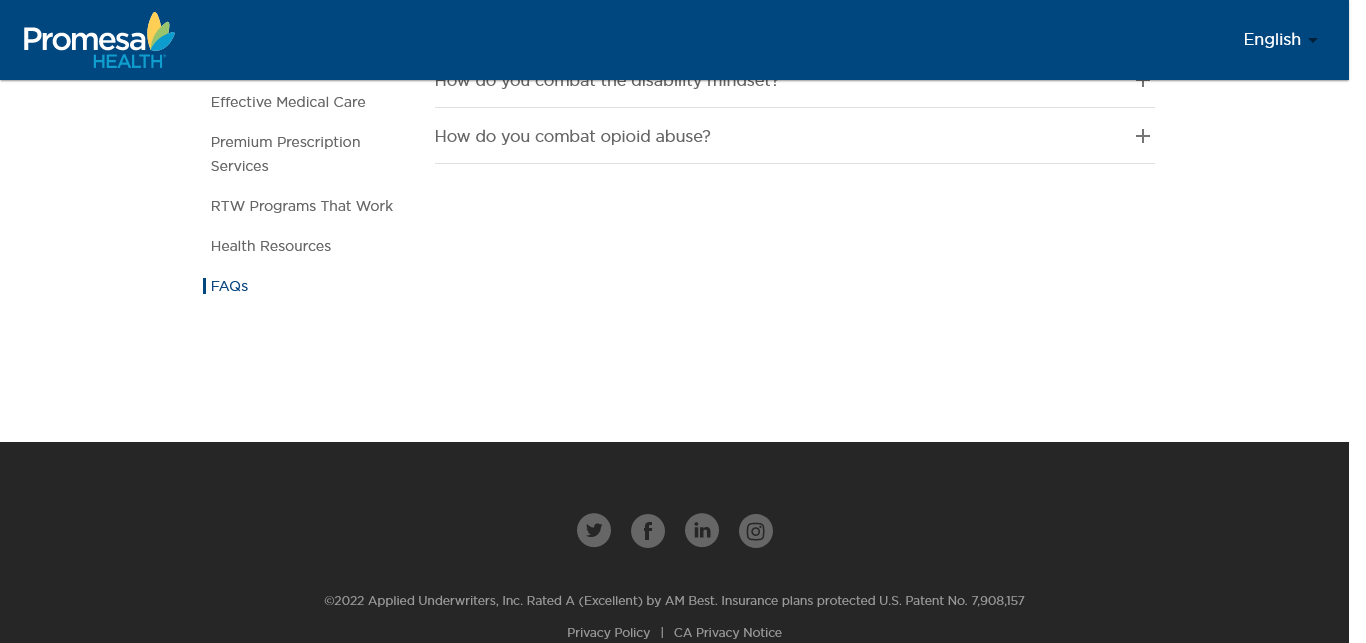 Promesa
HEALTH
English
How do you combat the disability mindset?
Effective Medical Care
How do you combat opioid abuse?
Premium Prescription
Services
RTW Programs That Work
Health Resources
FAQs
©2022 Applied Underwriters, Inc. Rated A (Excellent) by AM Best. Insurance plans protected U.S. Patent No. 7,908,157
Privacy Policy | CA Privacy Notice